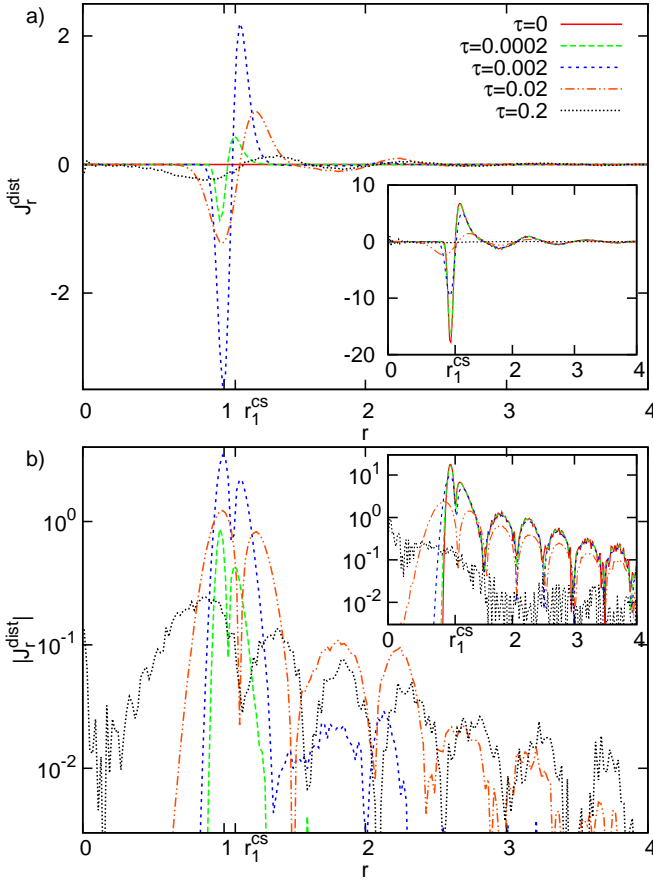 a)
2
0
-2
J_r^dist
τ=0
τ=0.0002
τ=0.002
τ=0.02
τ=0.2
10
0
-10
-20
0 r_1^cs 2 3 4
0 1 r_1^cs 2 3 4
r
b)
10^0
10^-1
10^-2
|J_r^dist|
10^1
10^0
10^-1
10^-2
0 r_1^cs 2 3 4
0 1 r_1^cs 2 3 4
r